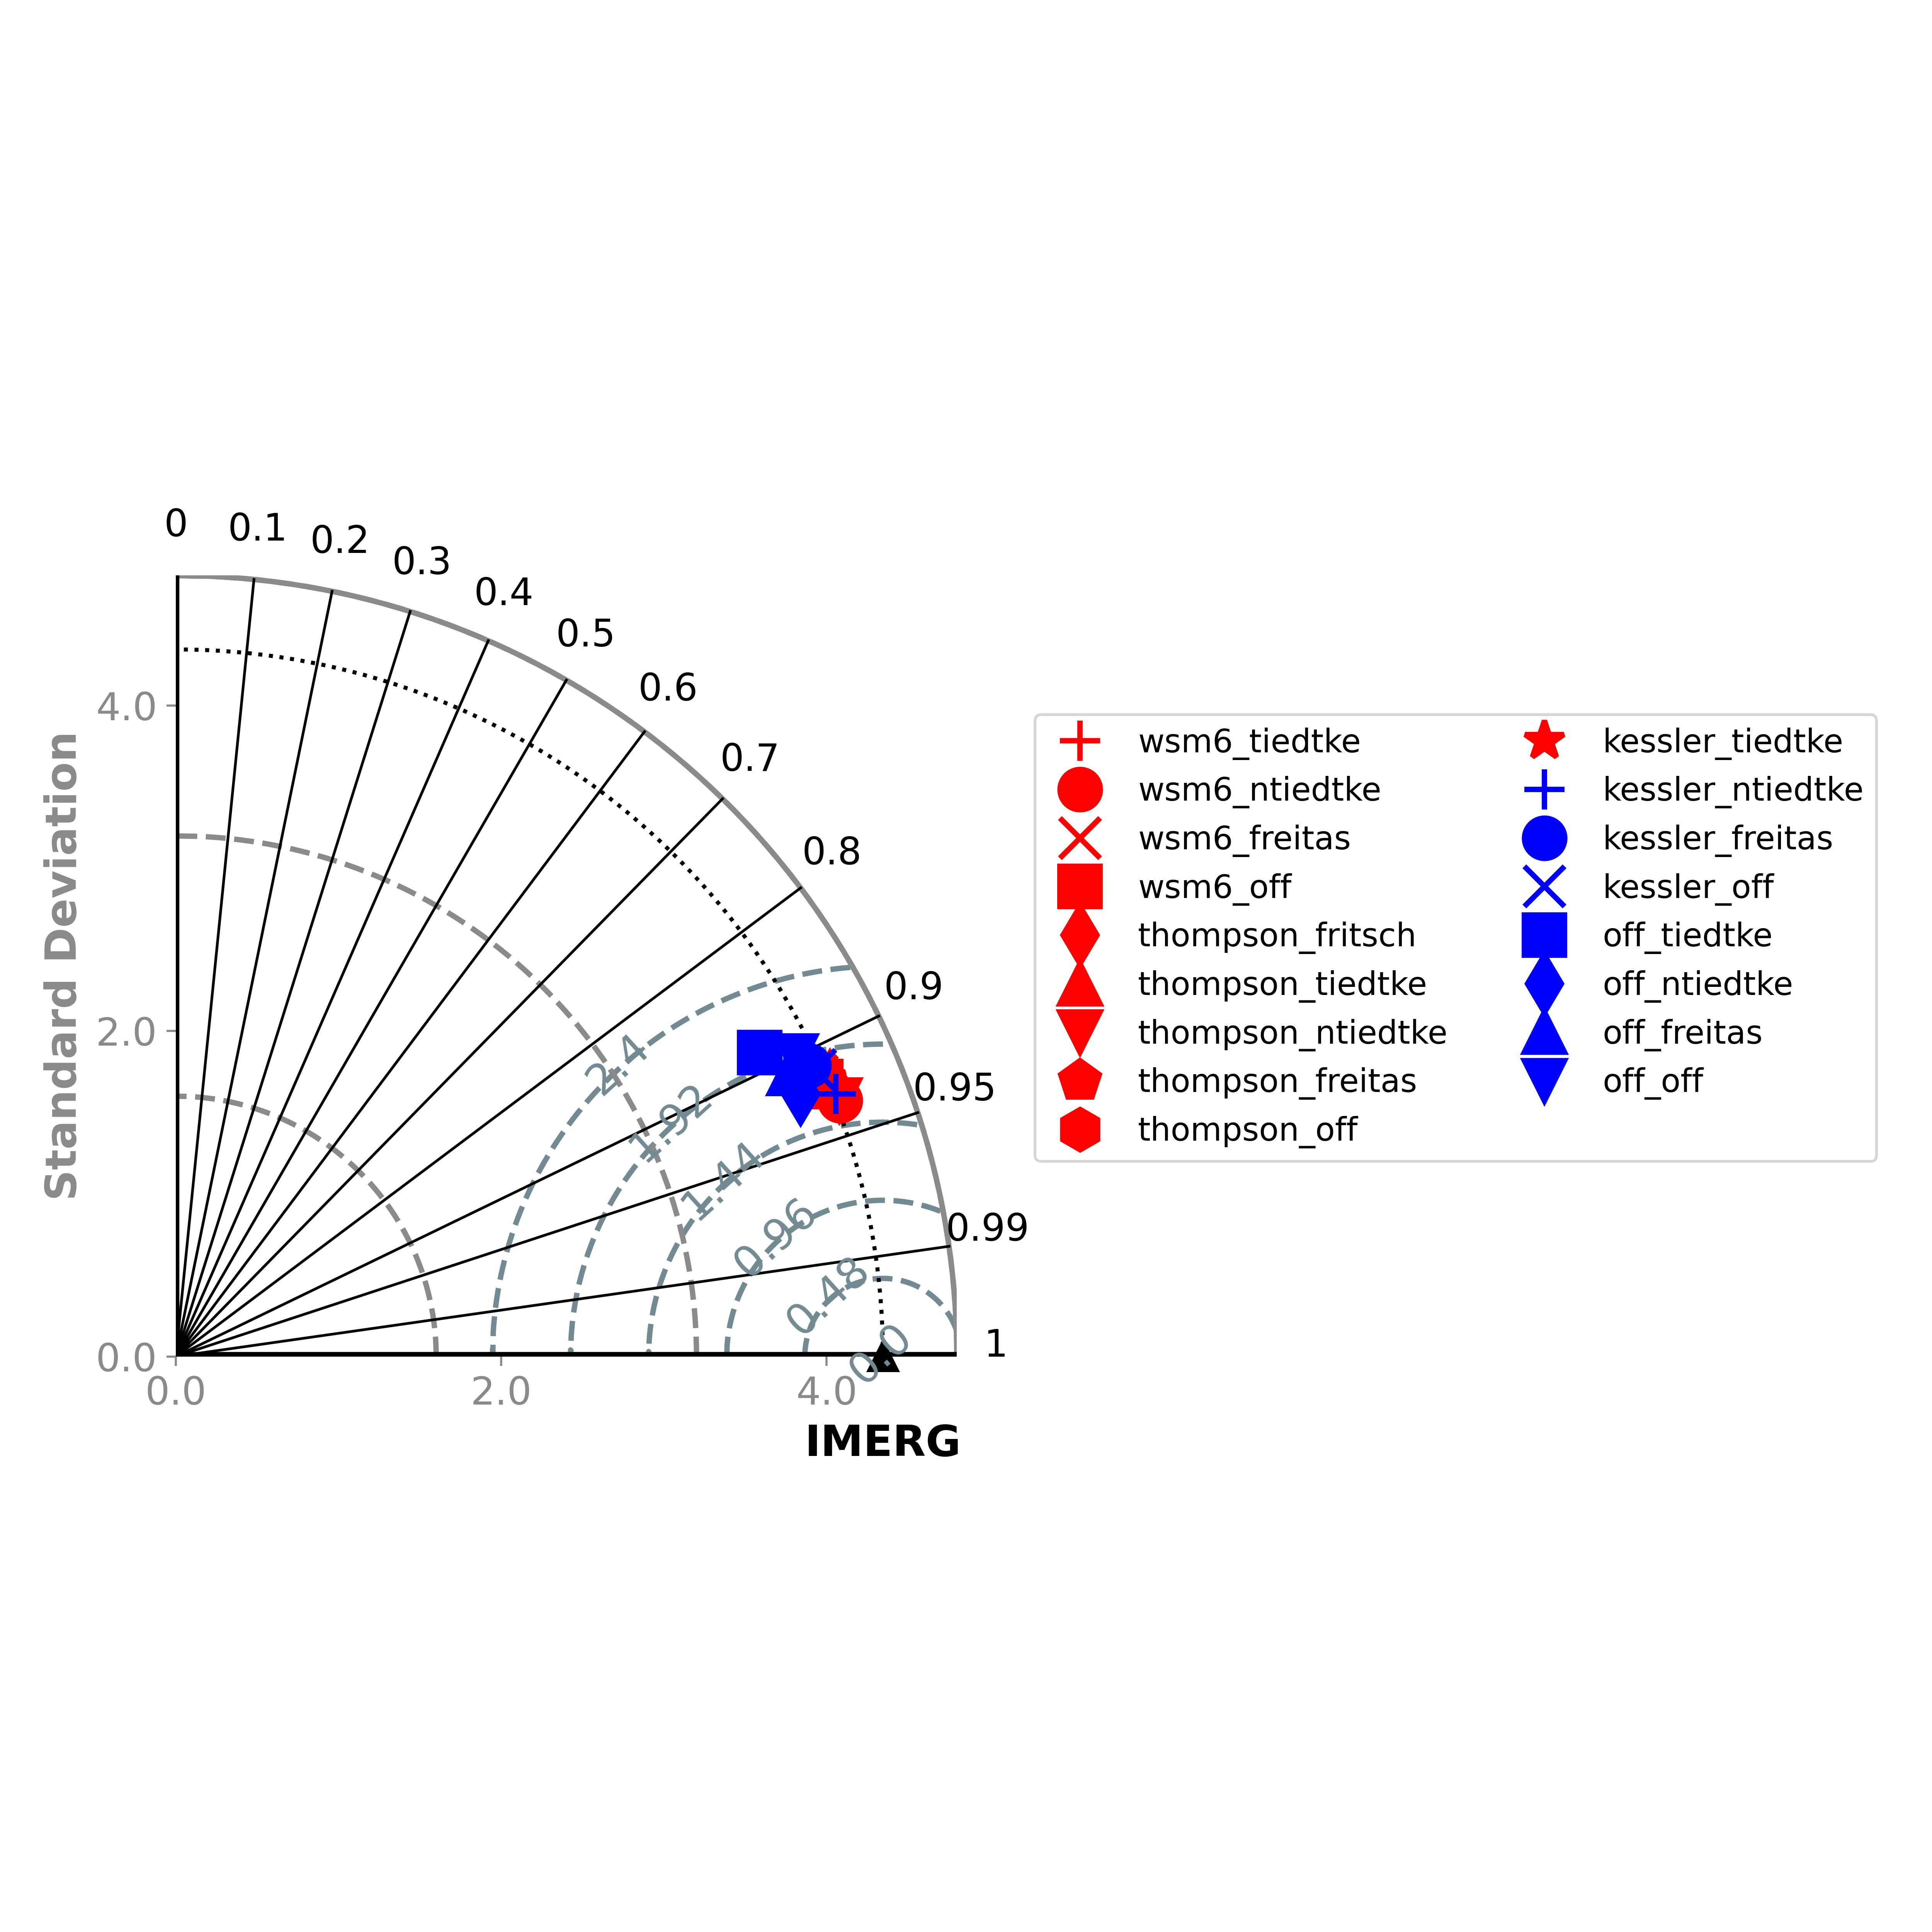 0
0.1
0.2
0.3
0.4
0.5
0.6
0.7
0.8
0.9
0.95
0.99
1
Standard Deviation
4.0
2.0
0.0
0.0
2.0
4.0
IMERG
2.4
1.92
1.44
0.96
0.48
0.0
wsm6_tiedtke
wsm6_ntiedtke
wsm6_freitas
wsm6_off
thompson_fritsch
thompson_tiedtke
thompson_ntiedtke
thompson_freitas
thompson_off
kessler_tiedtke
kessler_ntiedtke
kessler_freitas
kessler_off
off_tiedtke
off_ntiedtke
off_freitas
off_off